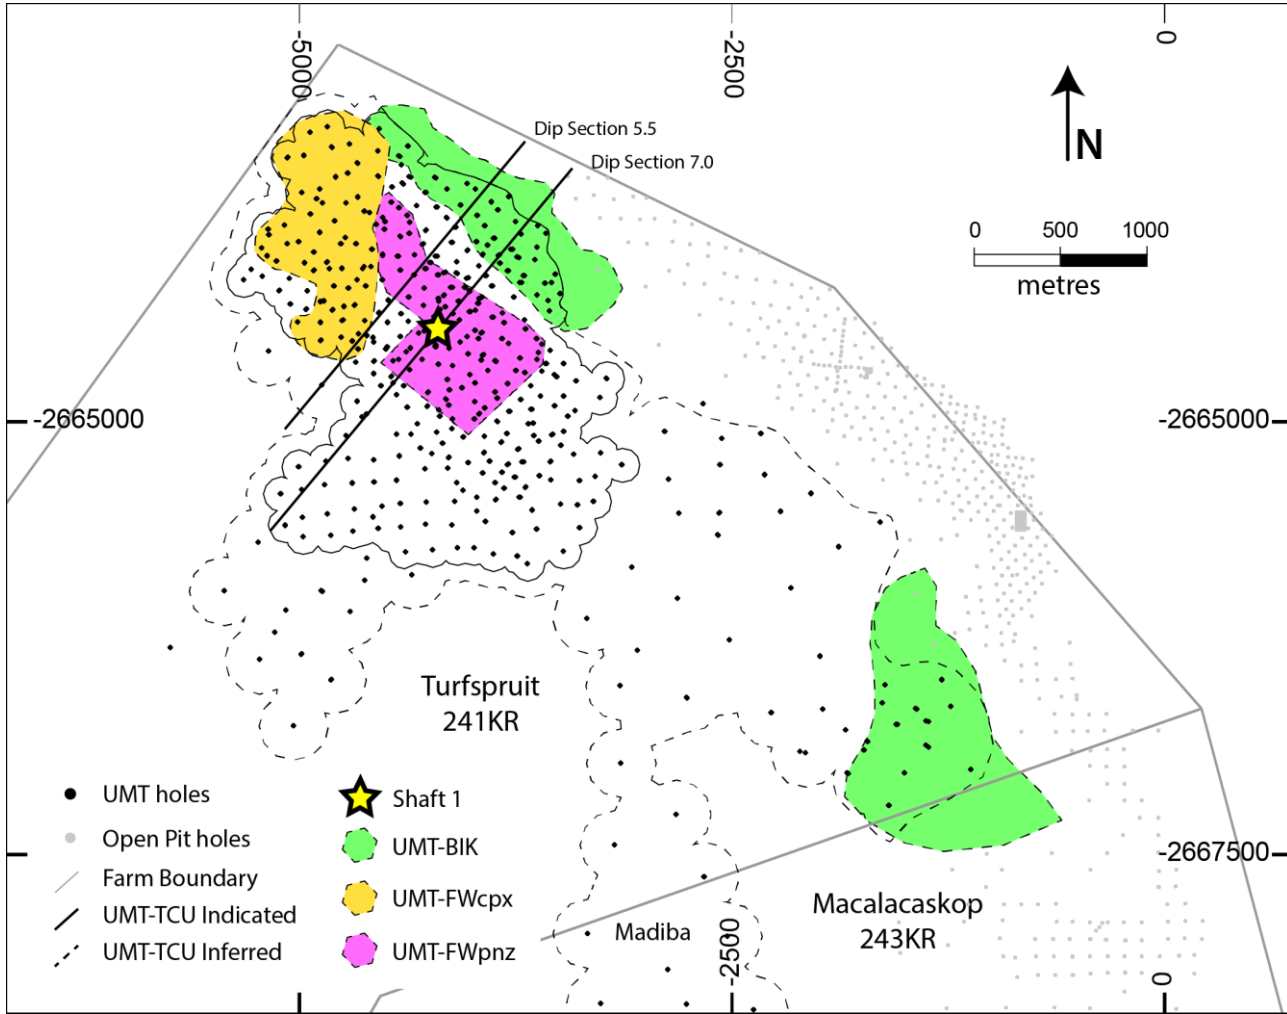 -5000
-2500
0
Dip Section 5.5
Dip Section 7.0
N
0 500 1000
metres
-2665000
-2665000
Turfspruit
241KR
UMT holes
Open Pit holes
Farm Boundary
UMT-TCU Indicated
UMT-TCU Inferred
Shaft 1
UMT-BIK
UMT-FWcpx
UMT-FWpnz
-2667500
Macalacaskop
243KR
Madiba
-2500
0